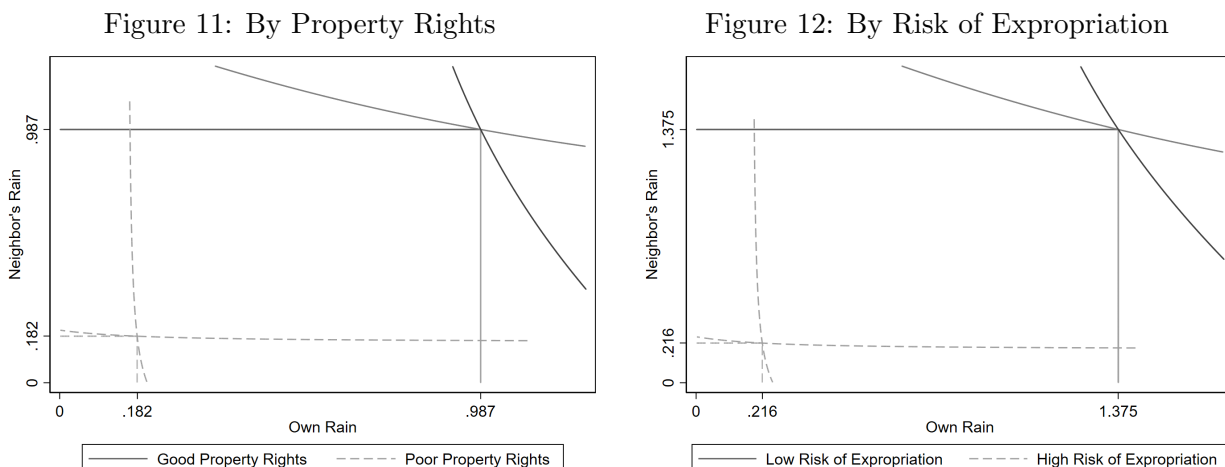 Figure 11: By Property Rights
Neighbor's Rain
.987
.182
0
0
.182
.987
Own Rain
Good Property Rights
Poor Property Rights
Figure 12: By Risk of Expropriation
Neighbor's Rain
1.375
.216
0
0
.216
1.375
Own Rain
Low Risk of Expropriation
High Risk of Expropriation